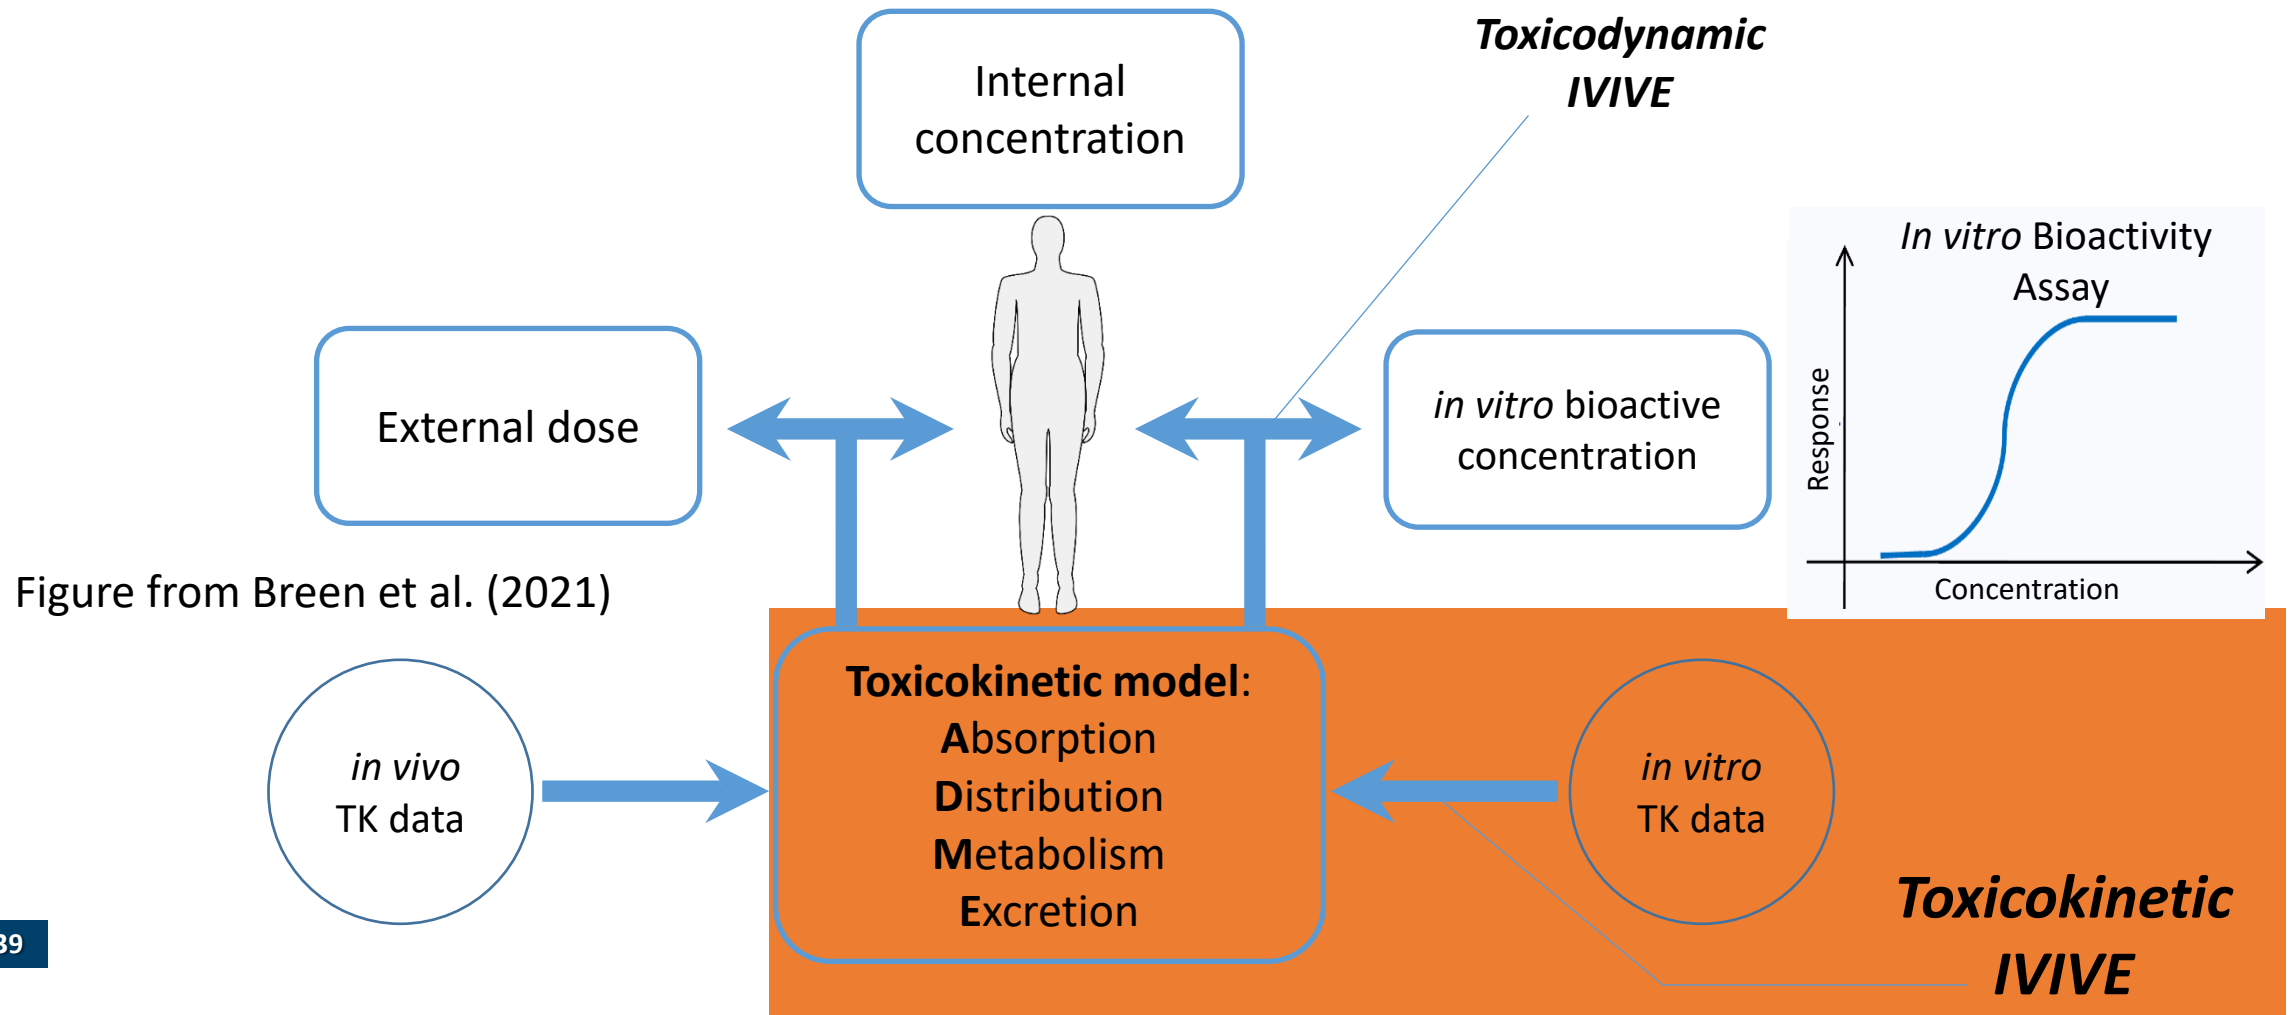 Toxicodynamic
IVIVE
Internal
concentration
In vitro Bioactivity
Assay
Response
Concentration
External dose
in vitro bioactive
concentration
Figure from Breen et al. (2021)
in vivo
TK data
Toxicokinetic model:
Absorption
Distribution
Metabolism
Excretion
in vitro
TK data
Toxicokinetic
IVIVE
39